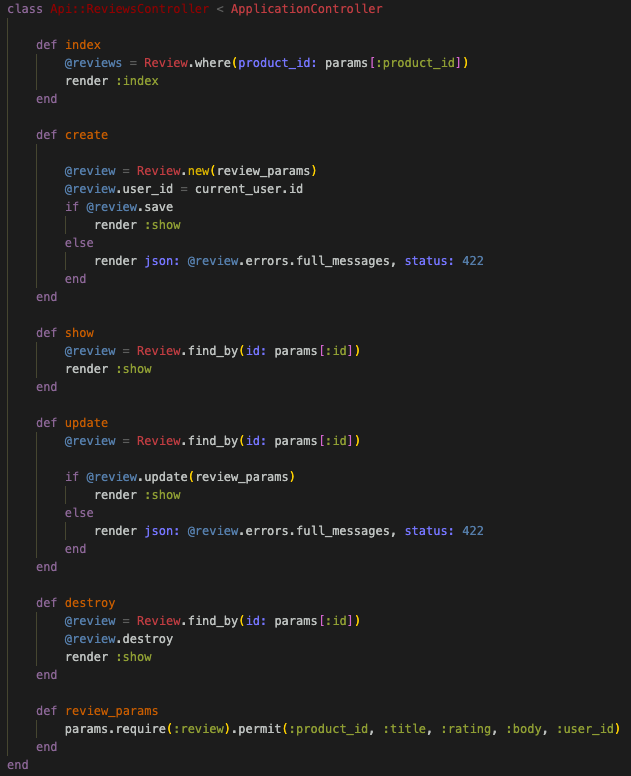 class Api::ReviewsController < ApplicationController
def index
@reviews = Review.where(product_id: params[:product_id])
render :index
end
def create
@review = Review.new(review_params)
@review.user_id = current_user.id
if @review.save
render :show
else
render json: @review.errors.full_messages, status: 422
end
end
def show
@review = Review.find_by(id: params[:id])
render :show
end
def update
@review = Review.find_by(id: params[:id])
if @review.update(review_params)
render :show
else
render json: @review.errors.full_messages, status: 422
end
end
def destroy
@review = Review.find_by(id: params[:id])
@review.destroy
render :show
end
def review_params
params.require(:review).permit(:product_id, :title, :rating, :body, :user_id)
end
end